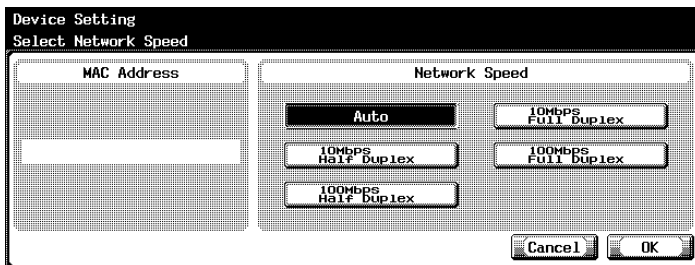 Device Setting
Select Network Speed
MAC Address
Network Speed
Auto
10Mbps
Full Duplex
10Mbps
Half Duplex
100Mbps
Full Duplex
100Mbps
Half Duplex
Cancel
OK